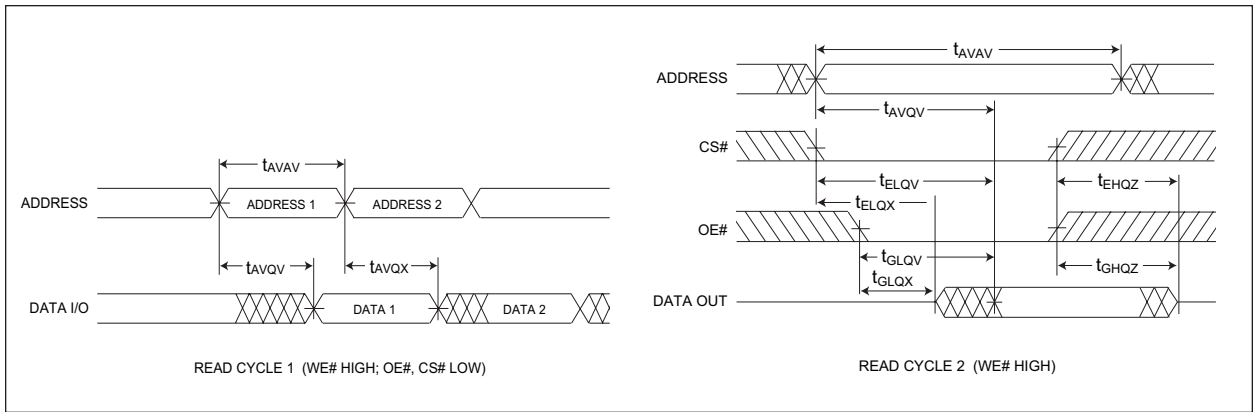 tAVAV
ADDRESS
ADDRESS 1
ADDRESS 2
tAVQV
tAVQX
DATA I/O
DATA 1
DATA 2
READ CYCLE 1 (WE# HIGH; OE#, CS# LOW)
tAVAV
ADDRESS
tAVQV
CS#
tELQV
tEHQZ
tELQX
OE#
tGLQV
tGHQZ
tGLQX
DATA OUT
READ CYCLE 2 (WE# HIGH)